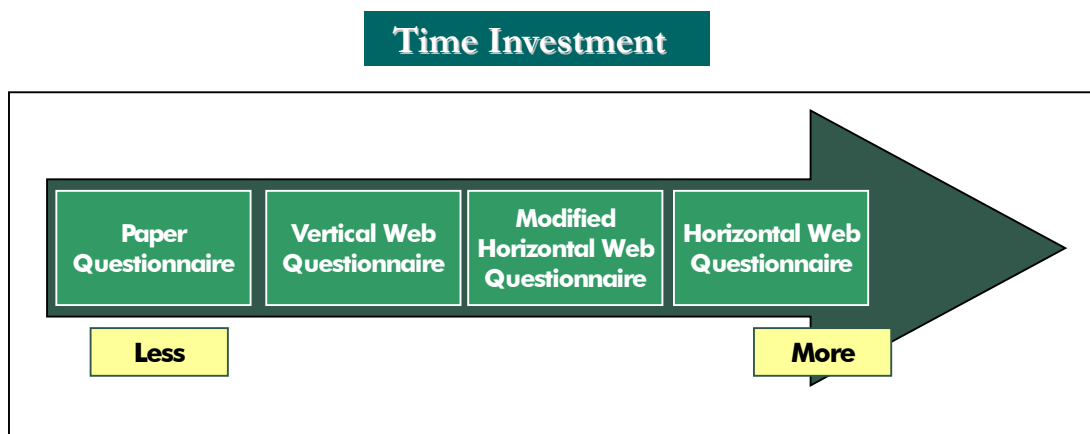 Time Investment
Paper
Questionnaire
Vertical Web
Questionnaire
Modified
Horizontal Web
Questionnaire
Horizontal Web
Questionnaire
Less
More